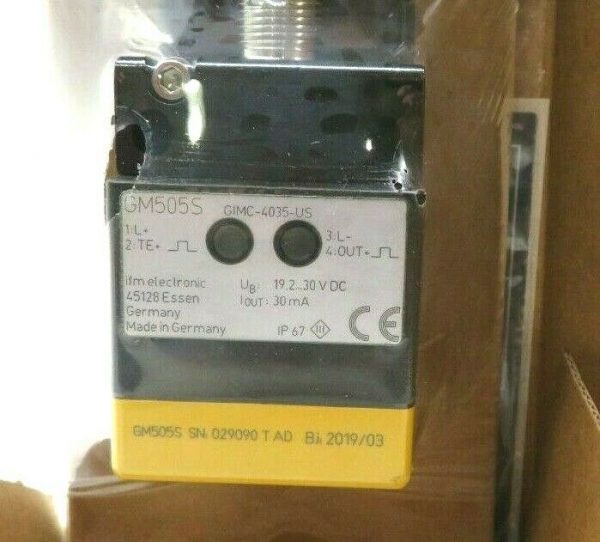 GM505S GIMC-4035-US
1:L+
2:TE+
3:L-
4:OUT+
ifm electronic
45128 Essen
Germany
Made in Germany
UB: 19.2...30 V DC
IOUT: 30 mA
IP 67 III CE
GM505S SN: 029090 T AD Bj. 2019/03